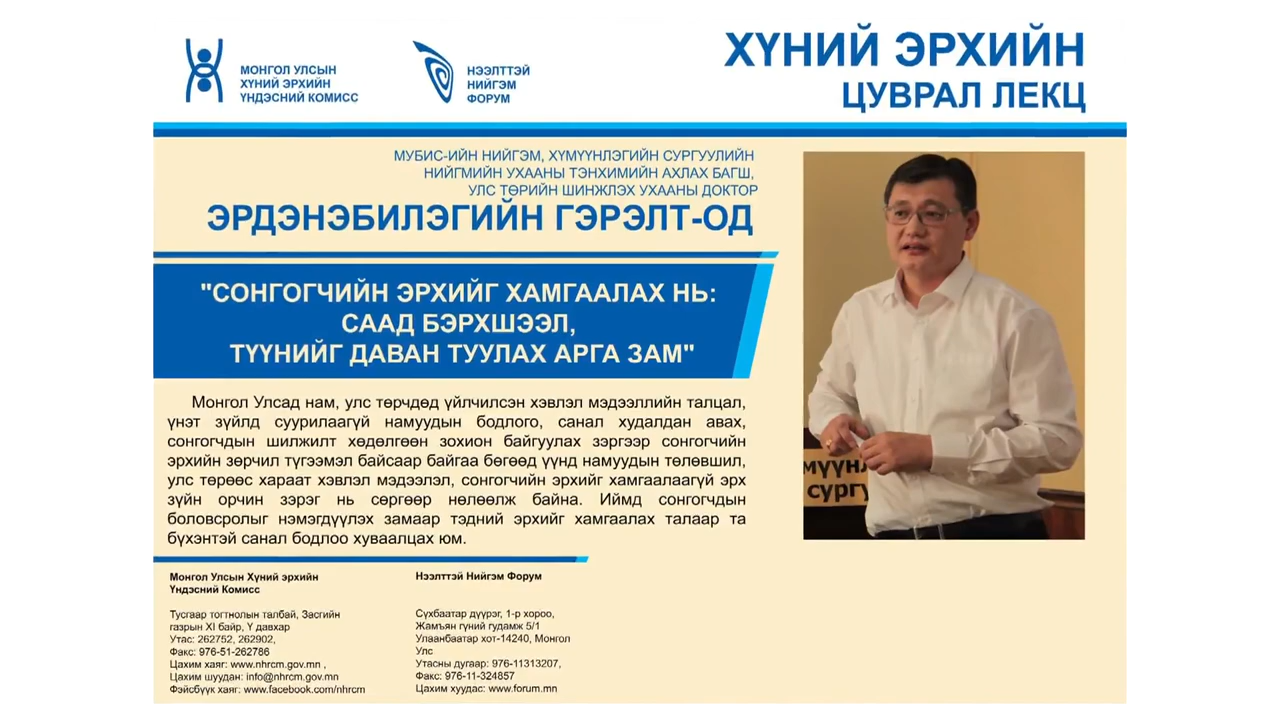 МОНГОЛ УЛСЫН
ХҮНИЙ ЭРХИЙН
ҮНДЭСНИЙ КОМИСС
НЭЭЛТТЭЙ
НИЙГЭМ
ФОРУМ
ХҮНИЙ ЭРХИЙН
ЦУВРАЛ ЛЕКЦ
МУБИС-ИЙН НИЙГЭМ, ХҮМҮҮНЛЭГИЙН СУРГУУЛИЙН
НИЙГМИЙН УХААНЫ ТЭНХИМИЙН АХЛАХ БАГШ,
УЛС ТӨРИЙН ШИНЖЛЭХ УХААНЫ ДОКТОР
ЭРДЭНЭБИЛЭГИЙН ГЭРЭЛТ-ОД
"СОНГОГЧИЙН ЭРХИЙГ ХАМГААЛАХ НЬ:
СААД БЭРХШЭЭЛ,
ТҮҮНИЙГ ДАВАН ТУУЛАХ АРГА ЗАМ"
Монгол Улсад нам, улс төрчдөд үйлчилсэн хэвлэл мэдээллийн талцал,
үнэт зүйлд суурилаагүй намуудын бодлого, санал худалдан авах,
сонгогчдын шилжилт хөдөлгөөн зохион байгуулах зэргээр сонгогчийн
эрхийн зөрчил түгээмэл байсаар байгаа бөгөөд үүнд намуудын төлөвшил,
улс төрөөс хараат хэвлэл мэдээлэл, сонгогчийн эрхийг хамгаалаагүй эрх
зүйн орчин зэрэг нь сөргөөр нөлөөлж байна. Иймд сонгогчдын
боловсролыг нэмэгдүүлэх замаар тэдний эрхийг хамгаалах талаар та
бүхэнтэй санал бодлоо хуваалцах юм.
мүүнл
сургу
Монгол Улсын Хүний эрхийн
Үндэсний Комисс
Тусгаар тогтнолын талбай, Засгийн
газрын XI байр, Ү давхар
Утас: 262752, 262902,
Факс: 976-51-262786
Цахим хаяг: www.nhrcm.gov.mn ,
Цахим шуудан: info@nhrcm.gov.mn
Фэйсбүүк хаяг: www.facebook.com/nhrcm
Нээлттэй Нийгэм Форум
Сүхбаатар дүүрэг, 1-р хороо,
Жамъян гүний гудамж 5/1
Улаанбаатар хот-14240, Монгол
Улс
Утасны дугаар: 976-11313207,
Факс: 976-11-324857
Цахим хуудас: www.forum.mn